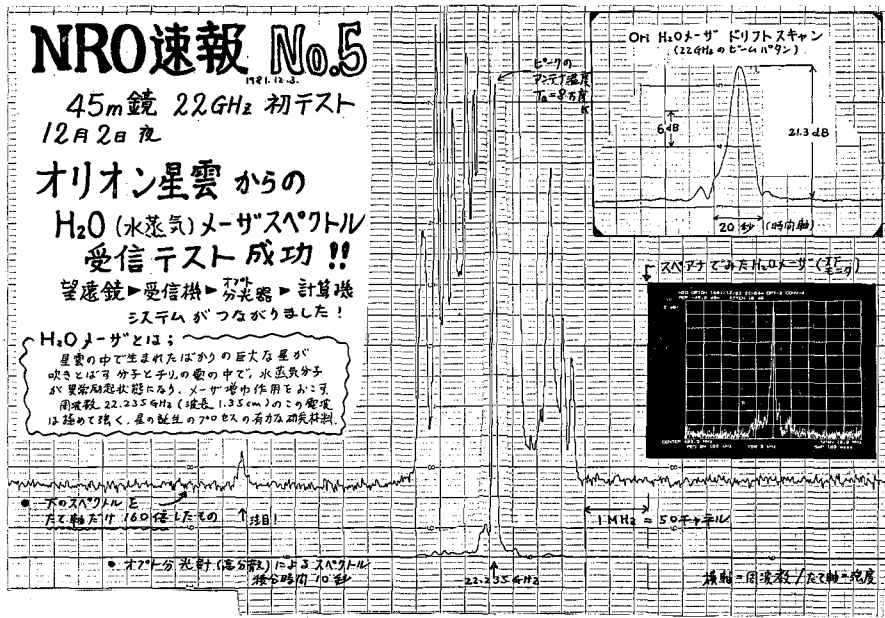 NRO速報 No.5
1981.12.3.
45m鏡 22GHz 初テスト
12月2日夜
オリオン星雲からの
H₂O(水蒸気)メーザスペクトル
受信テスト成功!!
望遠鏡▶受信機▶オプト分光器▶計算機
システムがつながりました!
H₂Oメーザとは;
星雲の中で生まれたばかりの巨大な星が
吹きとばす分子とチリの雲の中で、水蒸気分子
が異常励起状態になり、メーザ増巾作用をおこす。
周波数22.235GHz(波長1.35cm)のこの電波
は極めて強く、星の誕生のプロセスの有力な研究材料。
ピークの
アンテナ温度
Ta=8万度
K
Ori H₂Oメーザ ドリフトスキャン
(22GHzのビームパタン)
6dB
21.3dB
20秒(時間軸)
スペアナでみたH₂Oメーザ(IFモニタ)
● 下のスペクトルを
たて軸だけ160倍したもの
↑注目!
1MHz=50チャネル
● オプト分光計(高分散)によるスペクトル
積分時間10秒
22.235GHz
横軸=周波数/たて軸=強度